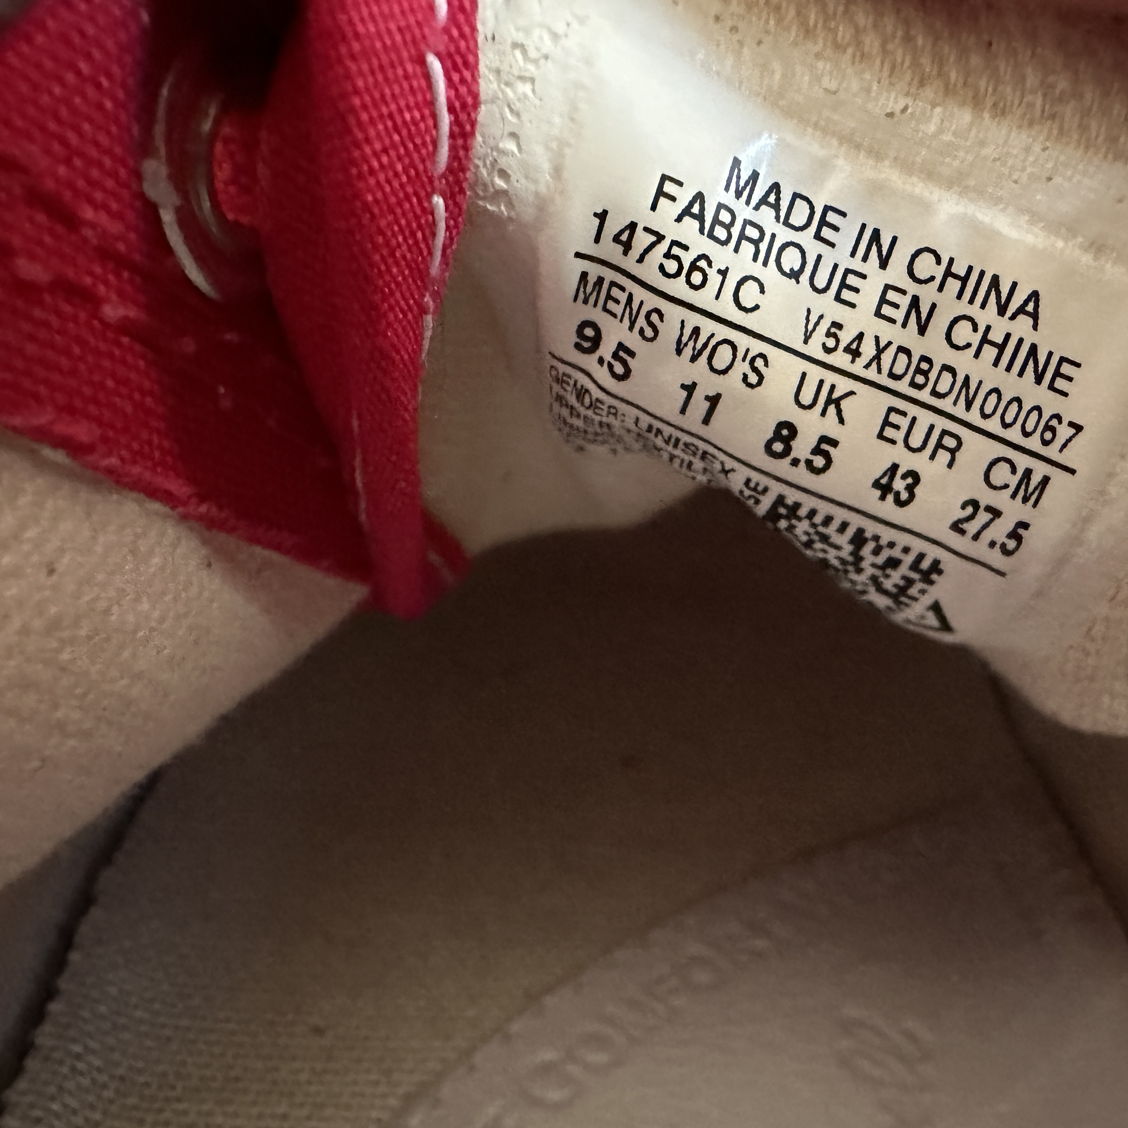 MADE IN CHINA
FABRIQUE EN CHINE
147561C V54XDBDN00067
MENS WO'S UK EUR CM
9.5 11 8.5 43 27.5
GENDER: UNISEX
UPPER